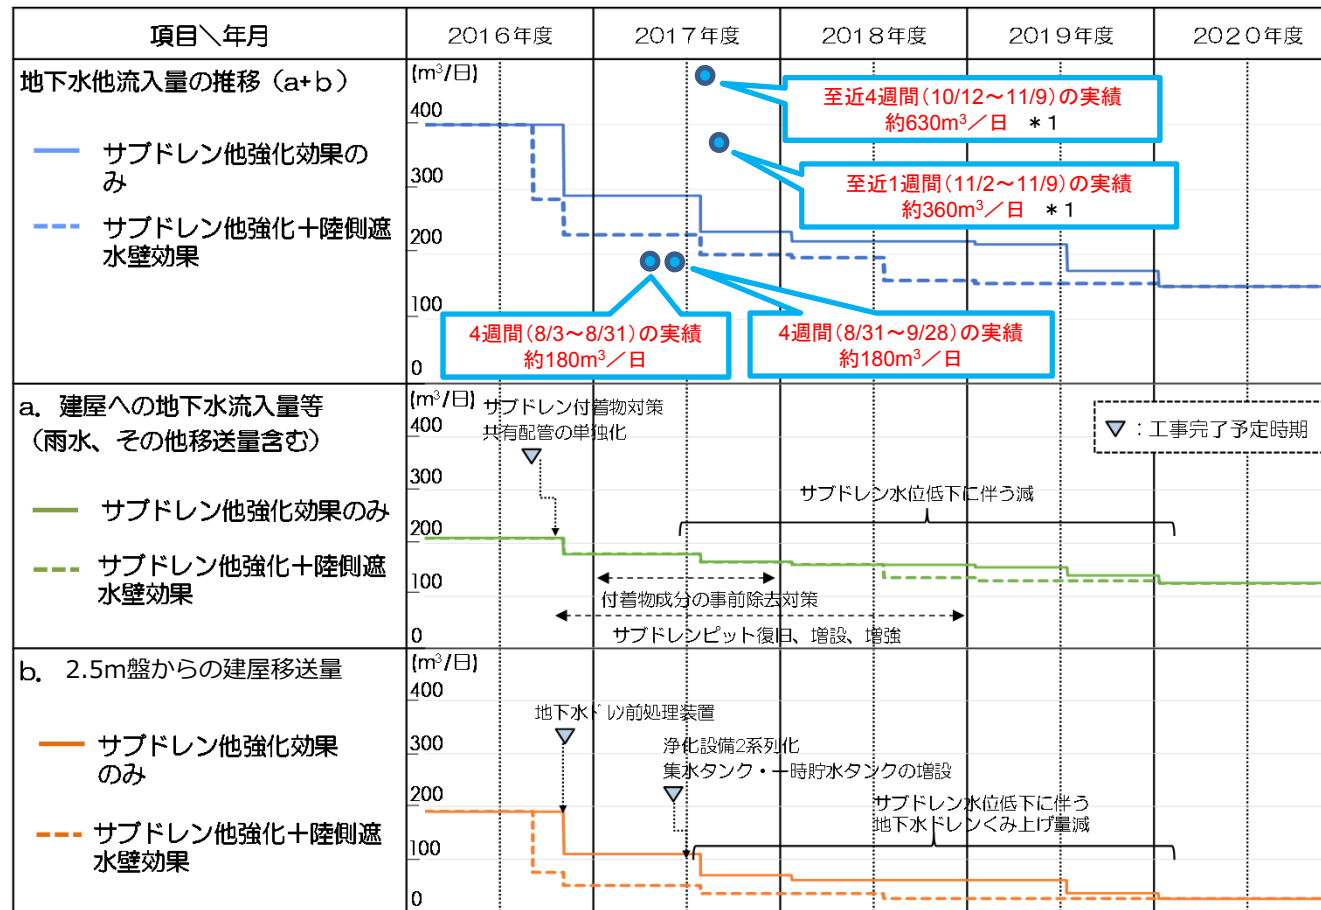 項目＼年月
2016年度
2017年度
2018年度
2019年度
2020年度
地下水他流入量の推移（a+b）
サブドレン他強化効果の
み
サブドレン他強化＋陸側遮
水壁効果
(m³/日)
400
300
200
100
0
至近4週間（10/12～11/9）の実績
約630m³／日　＊1
至近1週間（11/2～11/9）の実績
約360m³／日　＊1
4週間（8/3～8/31）の実績
約180m³／日
4週間（8/31～9/28）の実績
約180m³／日
a．建屋への地下水流入量等
（雨水、その他移送量含む）
サブドレン他強化効果のみ
サブドレン他強化＋陸側遮
水壁効果
(m³/日)
400
300
200
100
0
サブドレン付着物対策
共有配管の単独化
▽：工事完了予定時期
サブドレン水位低下に伴う減
付着物成分の事前除去対策
サブドレンピット復旧、増設、増強
b．2.5m盤からの建屋移送量
サブドレン他強化効果
のみ
サブドレン他強化＋陸側遮
水壁効果
(m³/日)
400
300
200
100
0
地下水ドレン前処理装置
浄化設備2系列化
集水タンク・一時貯水タンクの増設
サブドレン水位低下に伴う
地下水ドレンくみ上げ量減